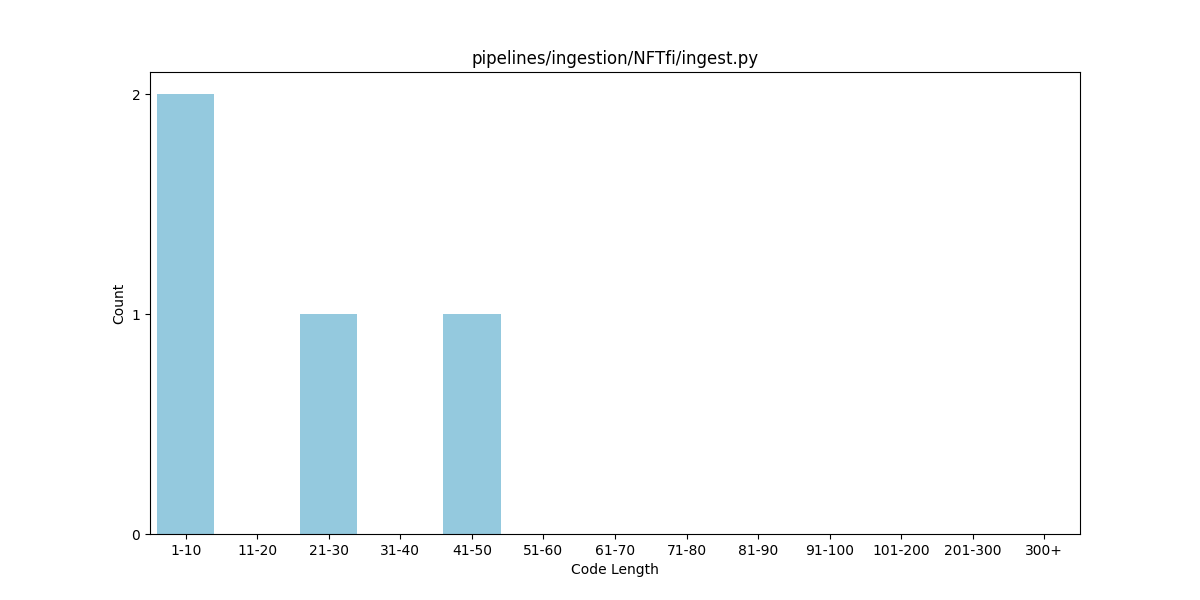 pipelines/ingestion/NFTfi/ingest.py
2
1
0
Count
1-10 11-20 21-30 31-40 41-50 51-60 61-70 71-80 81-90 91-100 101-200 201-300 300+
Code Length